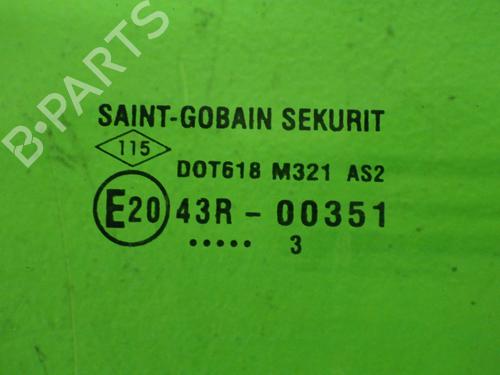 B-PARTS
SAINT-GOBAIN SEKURIT
115
DOT618 M321 AS2
E20 43R - 00351
..... 3